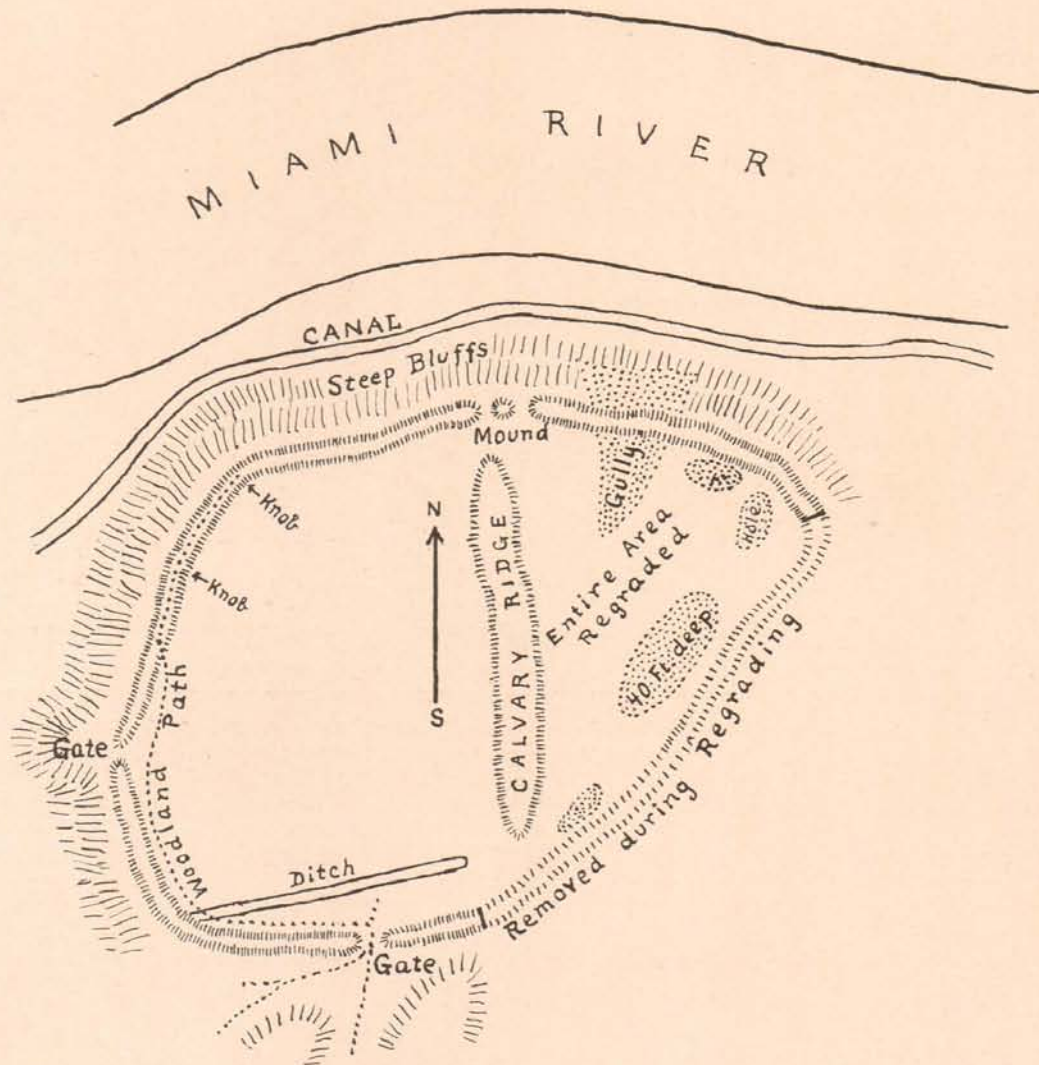 MIAMI RIVER
CANAL
Steep Bluffs
Mound
Gully
Knob
Hole
N
Knob
CALVARY RIDGE
Entire Area
Regraded
40 Ft. deep
S
Woodland Path
Gate
Removed during Regrading
Ditch
Gate